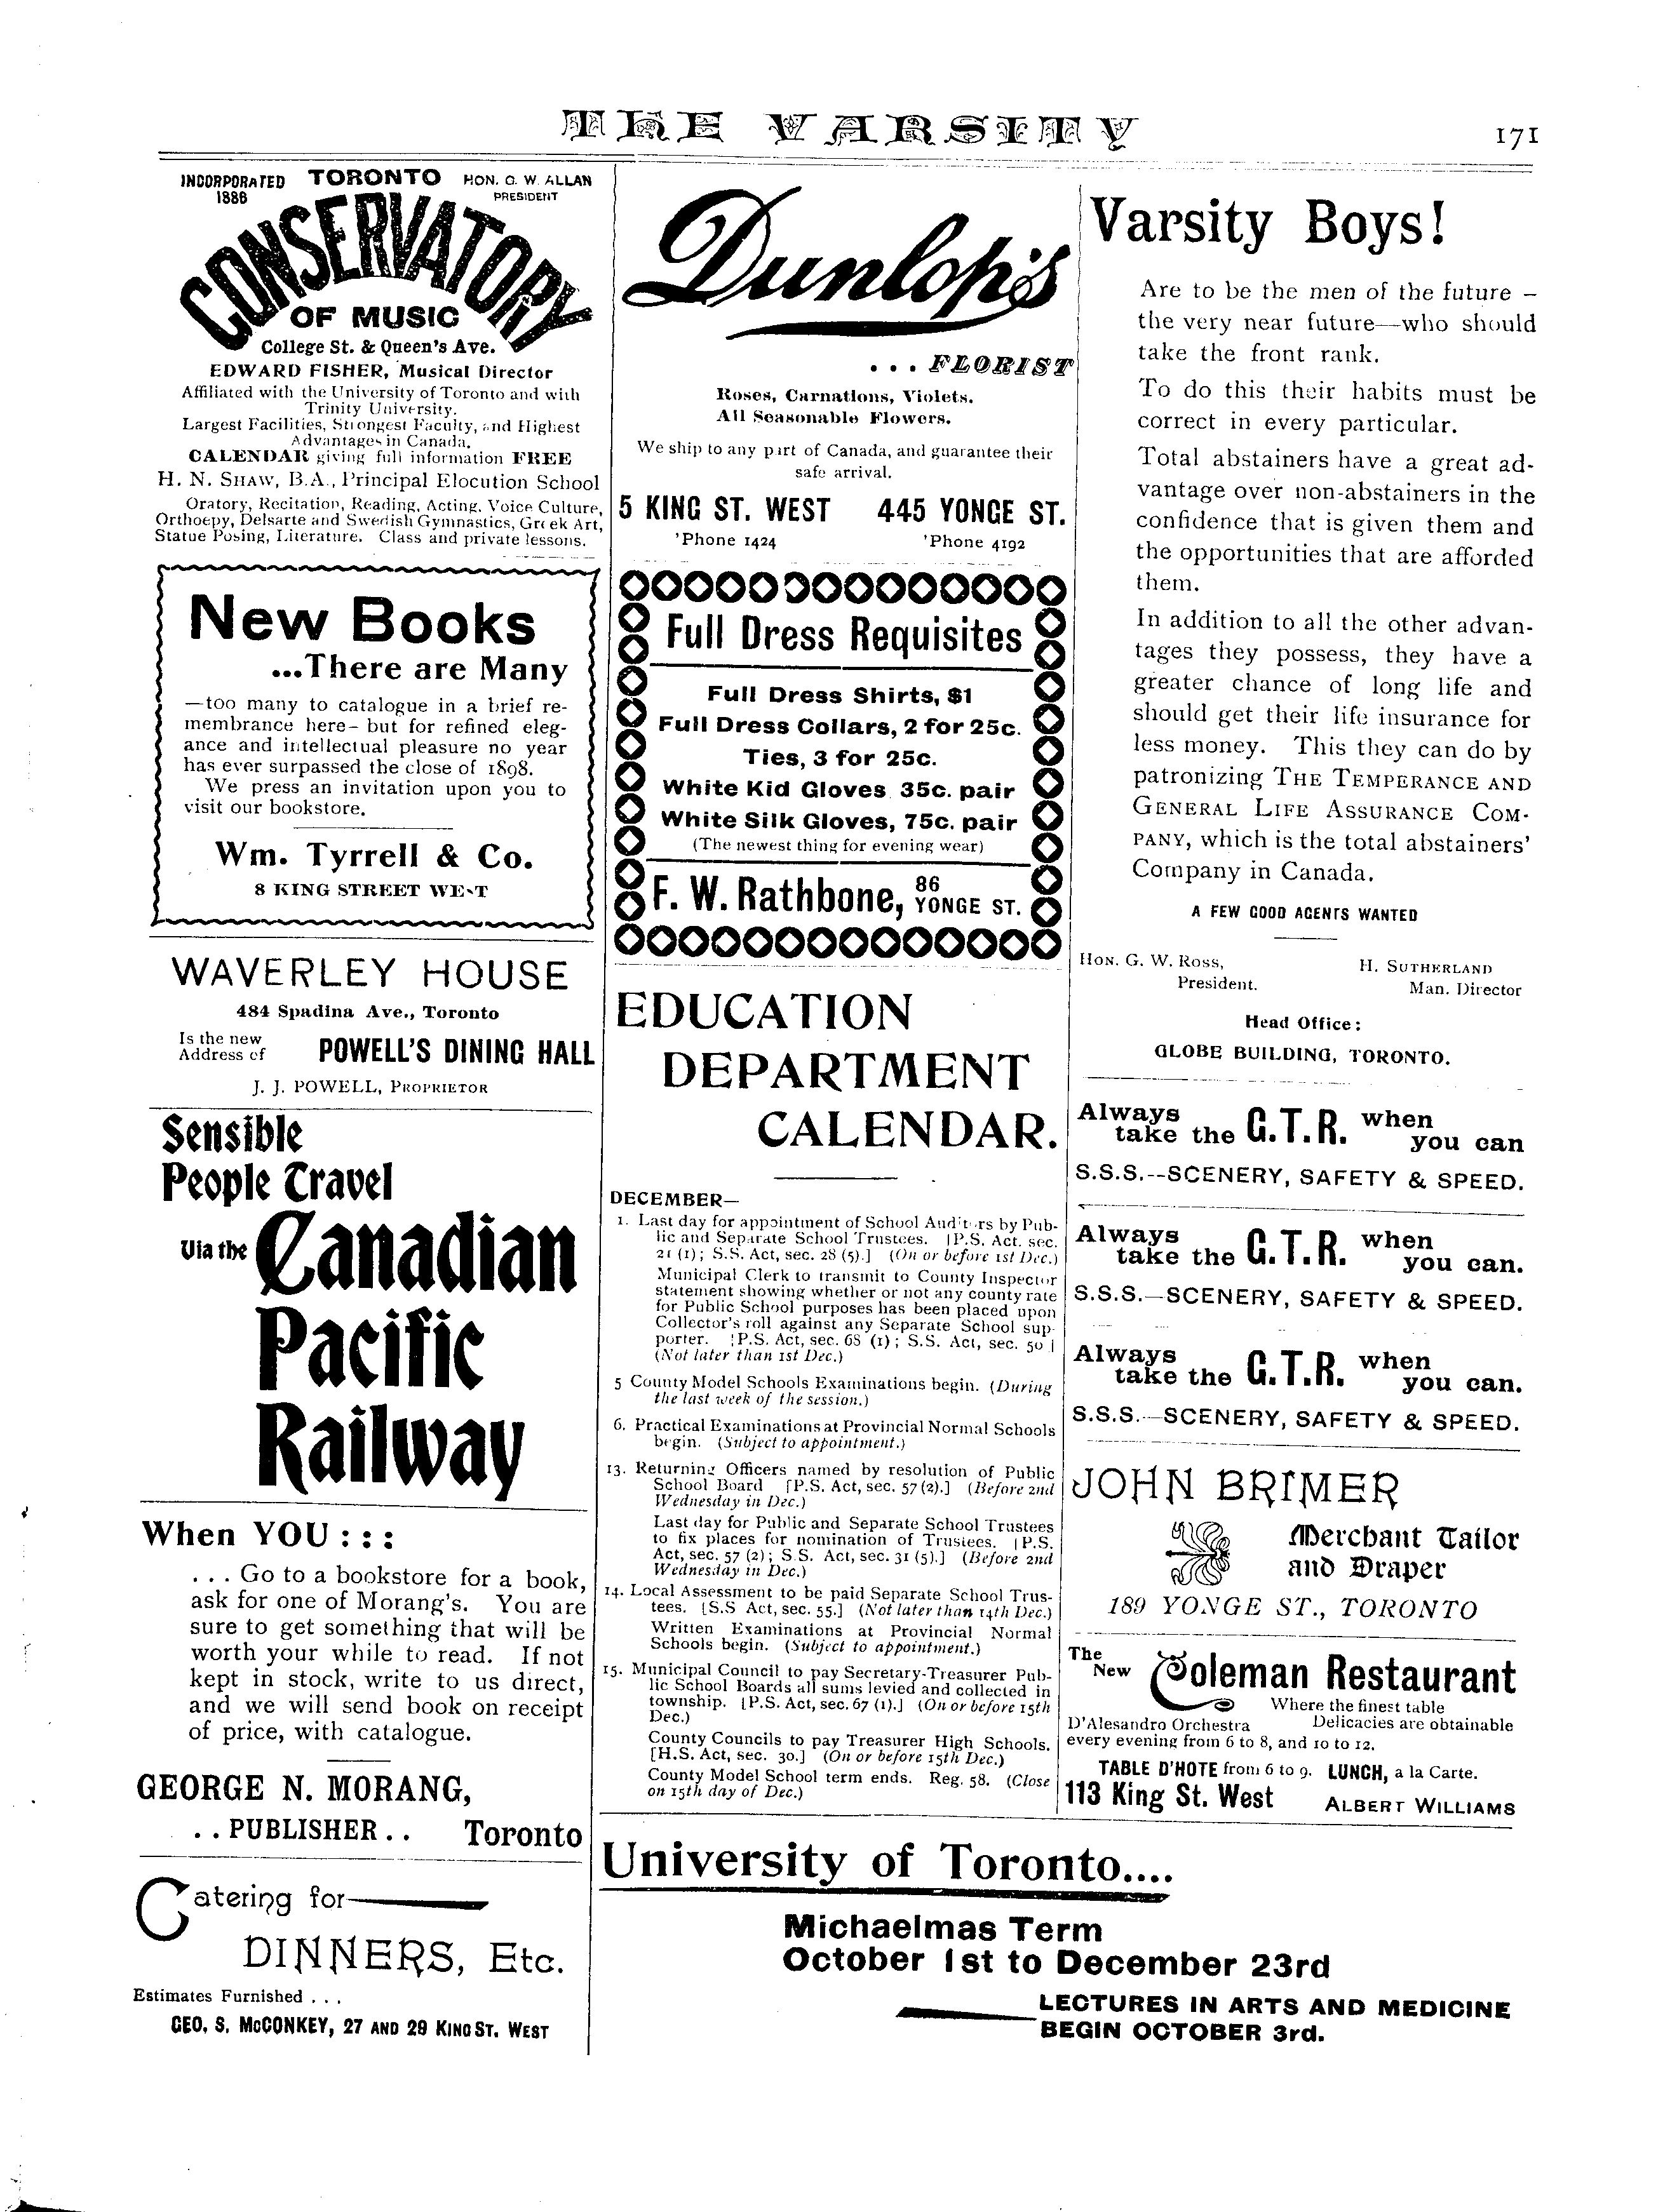 THE VARSITY
171
INCORPORATED TORONTO HON. G. W. ALLAN
1886 PRESIDENT
CONSERVATORY
OF MUSIC
College St. & Queen's Ave.
EDWARD FISHER, Musical Director
Affiliated with the University of Toronto and with
Trinity University.
Largest Facilities, Strongest Faculty, and Highest
Advantages in Canada.
CALENDAR giving full information FREE
H. N. SHAW, B.A., Principal Elocution School
Oratory, Recitation, Reading, Acting, Voice Culture,
Orthoepy, Delsarte and Swedish Gymnastics, Greek Art,
Statue Posing, Literature. Class and private lessons.
New Books
...There are Many
—too many to catalogue in a brief re-
membrance here– but for refined eleg-
ance and intellectual pleasure no year
has ever surpassed the close of 1898.
We press an invitation upon you to
visit our bookstore.
Wm. Tyrrell & Co.
8 KING STREET WEST
WAVERLEY HOUSE
484 Spadina Ave., Toronto
Is the new
Address of POWELL'S DINING HALL
J. J. POWELL, PROPRIETOR
Sensible
People Travel
Via the Canadian
Pacific
Railway
When YOU : : :
. . . Go to a bookstore for a book,
ask for one of Morang's. You are
sure to get something that will be
worth your while to read. If not
kept in stock, write to us direct,
and we will send book on receipt
of price, with catalogue.
GEORGE N. MORANG,
. . PUBLISHER . . Toronto
Catering for
DINNERS, Etc.
Estimates Furnished . . .
GEO. S. McCONKEY, 27 AND 29 KING ST. WEST
Dunlop's
. . . FLORIST
Roses, Carnations, Violets.
All Seasonable Flowers.
We ship to any part of Canada, and guarantee their
safe arrival.
5 KING ST. WEST 445 YONGE ST.
'Phone 1424 'Phone 4192
Full Dress Requisites
Full Dress Shirts, $1
Full Dress Collars, 2 for 25c.
Ties, 3 for 25c.
White Kid Gloves 35c. pair
White Silk Gloves, 75c. pair
(The newest thing for evening wear)
F. W. Rathbone, 86 YONGE ST.
EDUCATION
DEPARTMENT
CALENDAR.
DECEMBER—
1. Last day for appointment of School Auditors by Pub-
lic and Separate School Trustees. [P.S. Act. sec.
21 (1); S.S. Act, sec. 28 (5).] (On or before 1st Dec.)
Municipal Clerk to transmit to County Inspector
statement showing whether or not any county rate
for Public School purposes has been placed upon
Collector's roll against any Separate School sup-
porter. [P.S. Act, sec. 68 (1); S.S. Act, sec. 50]
(Not later than 1st Dec.)
5 County Model Schools Examinations begin. (During
the last week of the session.)
6. Practical Examinations at Provincial Normal Schools
begin. (Subject to appointment.)
13. Returning Officers named by resolution of Public
School Board [P.S. Act, sec. 57 (2).] (Before 2nd
Wednesday in Dec.)
Last day for Public and Separate School Trustees
to fix places for nomination of Trustees. [P.S.
Act, sec. 57 (2); S.S. Act, sec. 31 (5).] (Before 2nd
Wednesday in Dec.)
14. Local Assessment to be paid Separate School Trus-
tees. [S.S Act, sec. 55.] (Not later than 14th Dec.)
Written Examinations at Provincial Normal
Schools begin. (Subject to appointment.)
15. Municipal Council to pay Secretary-Treasurer Pub-
lic School Boards all sums levied and collected in
township. [P.S. Act, sec. 67 (1).] (On or before 15th
Dec.)
County Councils to pay Treasurer High Schools.
[H.S. Act, sec. 30.] (On or before 15th Dec.)
County Model School term ends. Reg. 58. (Close
on 15th day of Dec.)
Varsity Boys!
Are to be the men of the future –
the very near future—who should
take the front rank.
To do this their habits must be
correct in every particular.
Total abstainers have a great ad-
vantage over non-abstainers in the
confidence that is given them and
the opportunities that are afforded
them.
In addition to all the other advan-
tages they possess, they have a
greater chance of long life and
should get their life insurance for
less money. This they can do by
patronizing THE TEMPERANCE AND
GENERAL LIFE ASSURANCE COM-
PANY, which is the total abstainers'
Company in Canada.
A FEW GOOD AGENTS WANTED
HON. G. W. ROSS, H. SUTHERLAND
President. Man. Director
Head Office:
GLOBE BUILDING, TORONTO.
Always take the G.T.R. when you can
S.S.S.--SCENERY, SAFETY & SPEED.
Always take the G.T.R. when you can.
S.S.S.—SCENERY, SAFETY & SPEED.
Always take the G.T.R. when you can.
S.S.S.—SCENERY, SAFETY & SPEED.
JOHN BRIMER
Merchant Tailor
and Draper
189 YONGE ST., TORONTO
The New Coleman Restaurant
Where the finest table
D'Alesandro Orchestra Delicacies are obtainable
every evening from 6 to 8, and 10 to 12.
TABLE D'HOTE from 6 to 9. LUNCH, a la Carte.
113 King St. West ALBERT WILLIAMS
University of Toronto....
Michaelmas Term
October 1st to December 23rd
LECTURES IN ARTS AND MEDICINE
BEGIN OCTOBER 3rd.